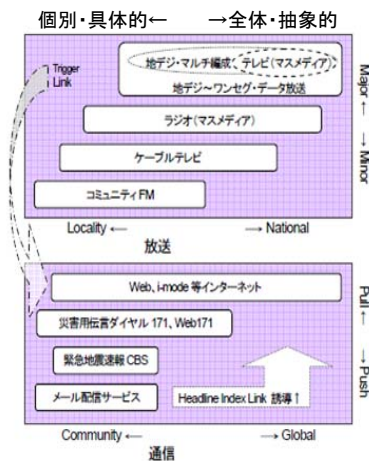 個別・具体的←　→全体・抽象的
Trigger Link
地デジ・マルチ編成、テレビ(マスメディア)
地デジ～ワンセグ・データ放送
ラジオ(マスメディア)
ケーブルテレビ
コミュニティFM
Major ←　→ Minor
Locality ←　→ National
放送
Web、i-mode 等インターネット
災害用伝言ダイヤル 171、Web171
緊急地震速報 CBS
メール配信サービス
Headline Index Link 誘導↑
Pull ←　→ Push
Community ←　→ Global
通信